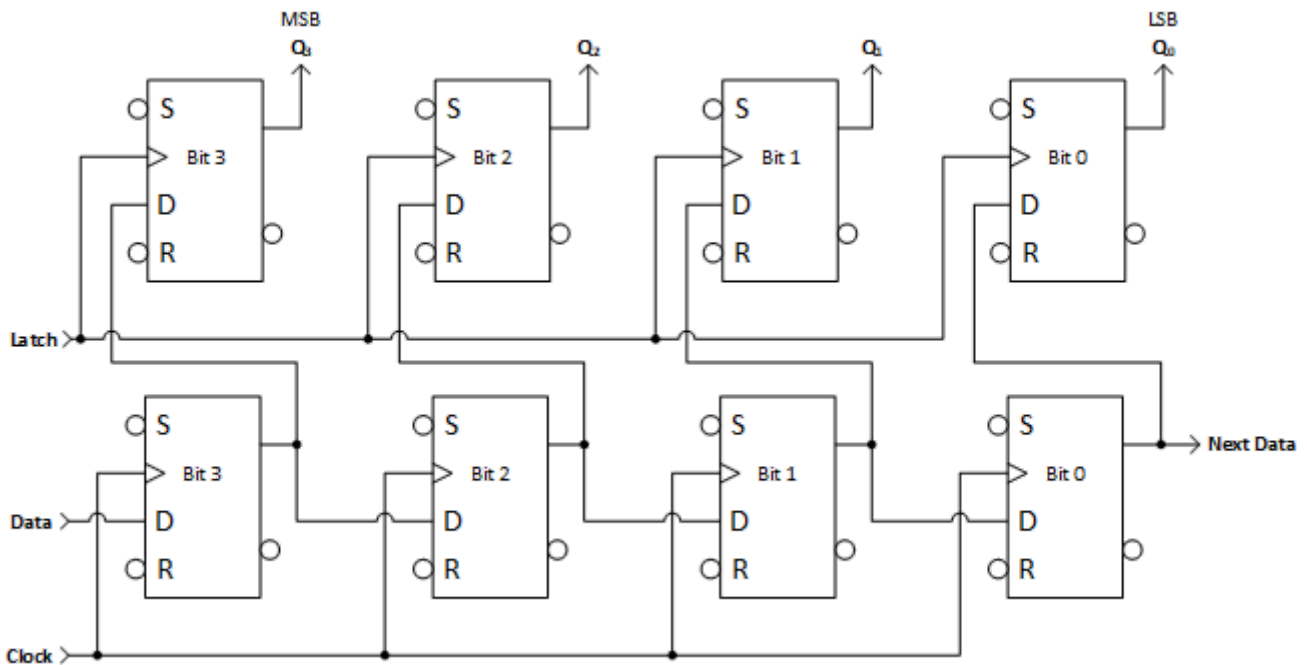 MSB
LSB
Q₃
Q₂
Q₁
Q₀
S
S
S
S
Bit 3
Bit 2
Bit 1
Bit 0
D
D
D
D
R
R
R
R
Latch
S
S
S
S
Next Data
Bit 3
Bit 2
Bit 1
Bit 0
Data
D
D
D
D
R
R
R
R
Clock